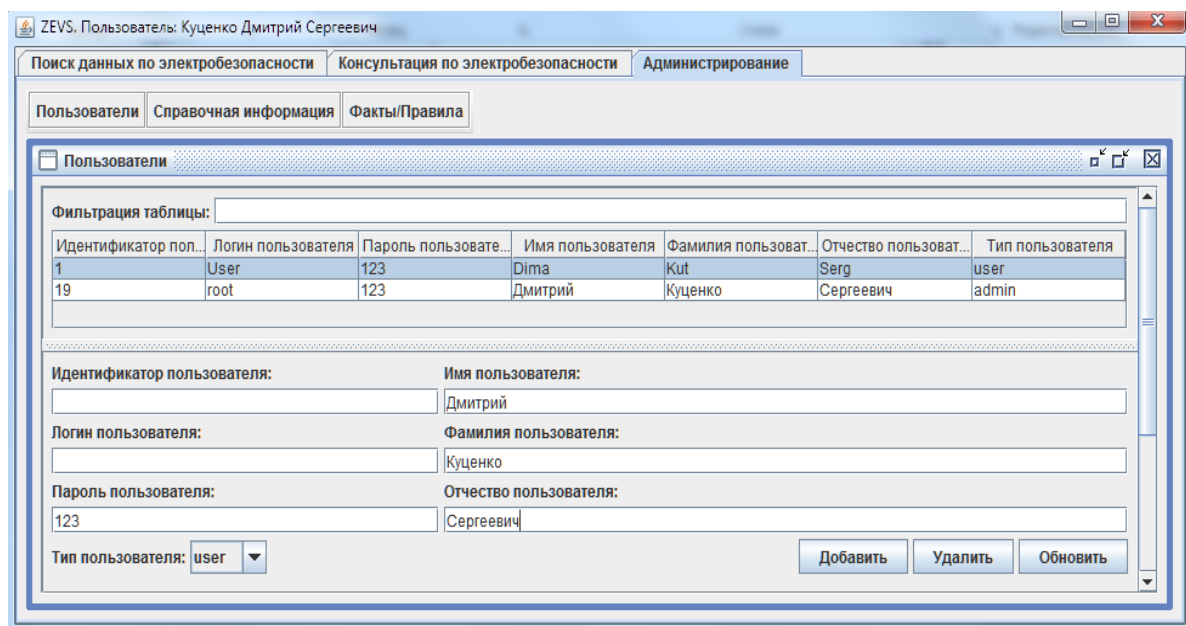 ZEVS. Пользователь: Куценко Дмитрий Сергеевич
Поиск данных по электробезопасности Консультация по электробезопасности Администрирование
Пользователи Справочная информация Факты/Правила
Пользователи
Фильтрация таблицы:
Идентификатор пол... Логин пользователя Пароль пользовате... Имя пользователя Фамилия пользоват... Отчество пользоват... Тип пользователя
1 User 123 Dima Kut Serg user
19 root 123 Дмитрий Куценко Сергеевич admin
Идентификатор пользователя: Имя пользователя:
Дмитрий
Логин пользователя: Фамилия пользователя:
Куценко
Пароль пользователя: Отчество пользователя:
123 Сергеевич
Тип пользователя: user Добавить Удалить Обновить